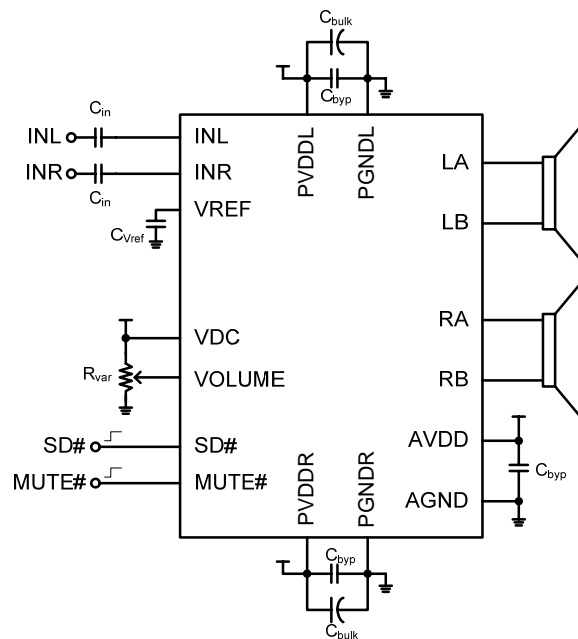 Cbulk
Cbyp
Cin
INL
INL
PVDDL
PGNDL
LA
INR
INR
Cin
VREF
CVref
LB
RA
VDC
Rvar
VOLUME
RB
AVDD
SD#
SD#
Cbyp
MUTE#
MUTE#
PVDDR
PGNDR
AGND
Cbyp
Cbulk